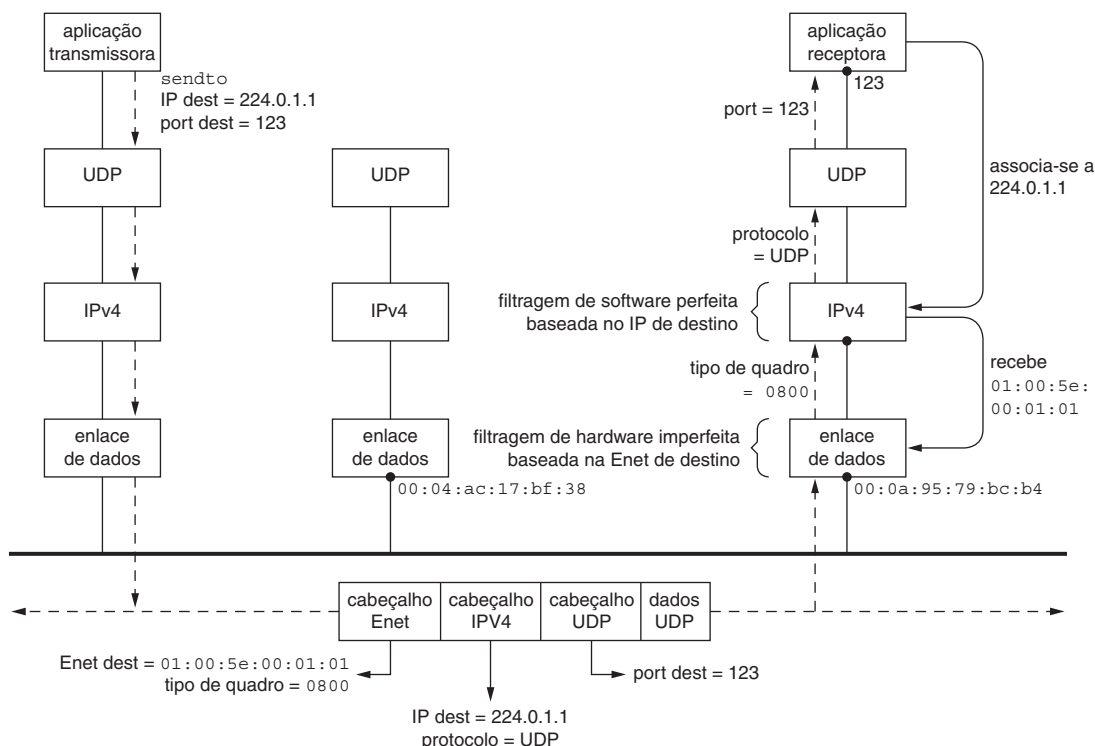 aplicação
transmissora
sendto
IP dest = 224.0.1.1
port dest = 123
UDP
IPv4
enlace
de dados
UDP
IPv4
enlace
de dados
00:04:ac:17:bf:38
aplicação
receptora
123
port = 123
UDP
associa-se a
224.0.1.1
protocolo
= UDP
filtragem de software perfeita
baseada no IP de destino
IPv4
tipo de quadro
= 0800
recebe
01:00:5e:
00:01:01
filtragem de hardware imperfeita
baseada na Enet de destino
enlace
de dados
00:0a:95:79:bc:b4
cabeçalho
Enet
cabeçalho
IPV4
cabeçalho
UDP
dados
UDP
Enet dest = 01:00:5e:00:01:01
tipo de quadro = 0800
port dest = 123
IP dest = 224.0.1.1
protocolo = UDP